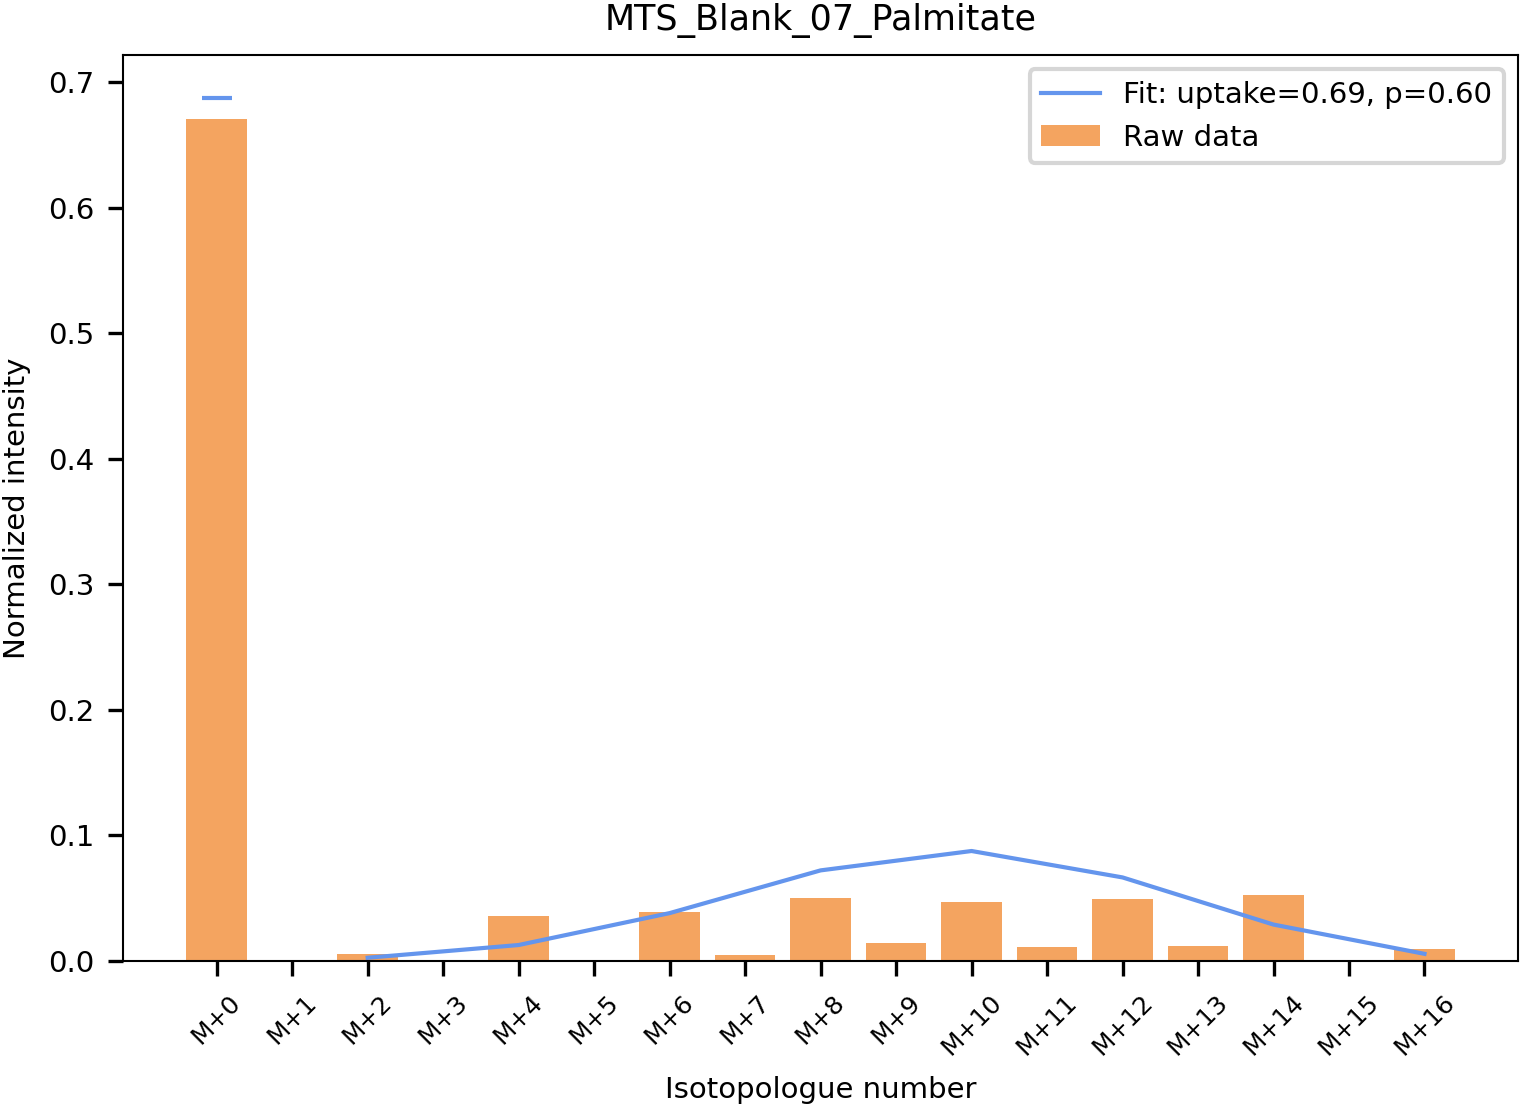 MTS_Blank_07_Palmitate
Fit: uptake=0.69, p=0.60
Raw data
Normalized intensity
0.7
0.6
0.5
0.4
0.3
0.2
0.1
0.0
M+0
M+1
M+2
M+3
M+4
M+5
M+6
M+7
M+8
M+9
M+10
M+11
M+12
M+13
M+14
M+15
M+16
Isotopologue number